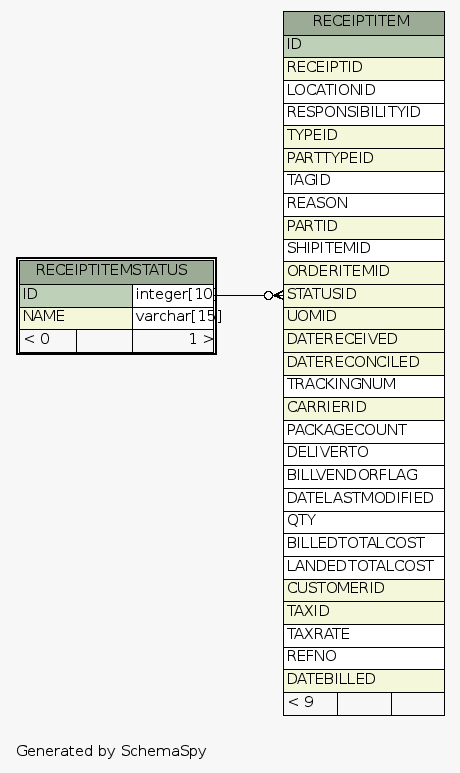 RECEIPTITEM
ID
RECEIPTID
LOCATIONID
RESPONSIBILITYID
TYPEID
PARTTYPEID
TAGID
REASON
PARTID
SHIPITEMID
ORDERITEMID
STATUSID
UOMID
DATERECEIVED
DATERECONCILED
TRACKINGNUM
CARRIERID
PACKAGECOUNT
DELIVERTO
BILLVENDORFLAG
DATELASTMODIFIED
QTY
BILLEDTOTALCOST
LANDEDTOTALCOST
CUSTOMERID
TAXID
TAXRATE
REFNO
DATEBILLED
< 9
RECEIPTITEMSTATUS
ID integer[10]
NAME varchar[15]
< 0 1 >
Generated by SchemaSpy